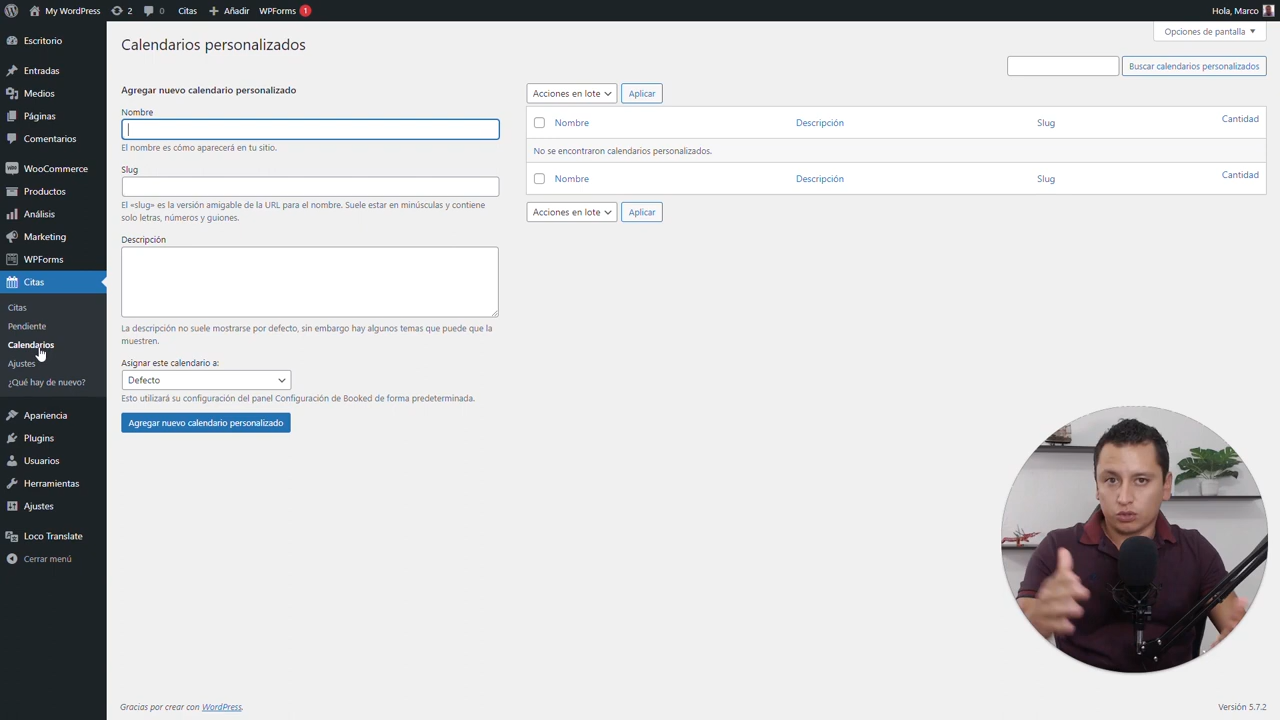 My WordPress
2
0
Citas
Añadir
WPForms
1
Hola, Marco
Opciones de pantalla
Escritorio
Entradas
Medios
Páginas
Comentarios
WooCommerce
Productos
Análisis
Marketing
WPForms
Citas
Citas
Pendiente
Calendarios
Ajustes
¿Qué hay de nuevo?
Apariencia
Plugins
Usuarios
Herramientas
Ajustes
Loco Translate
Cerrar menú
Calendarios personalizados
Buscar calendarios personalizados
Agregar nuevo calendario personalizado
Nombre
El nombre es cómo aparecerá en tu sitio.
Slug
El «slug» es la versión amigable de la URL para el nombre. Suele estar en minúsculas y contiene
solo letras, números y guiones.
Descripción
La descripción no suele mostrarse por defecto, sin embargo hay algunos temas que puede que la
muestren.
Asignar este calendario a:
Defecto
Esto utilizará su configuración del panel Configuración de Booked de forma predeterminada.
Agregar nuevo calendario personalizado
Acciones en lote
Aplicar
Nombre
Descripción
Slug
Cantidad
No se encontraron calendarios personalizados.
Nombre
Descripción
Slug
Cantidad
Acciones en lote
Aplicar
Gracias por crear con WordPress.
Versión 5.7.2